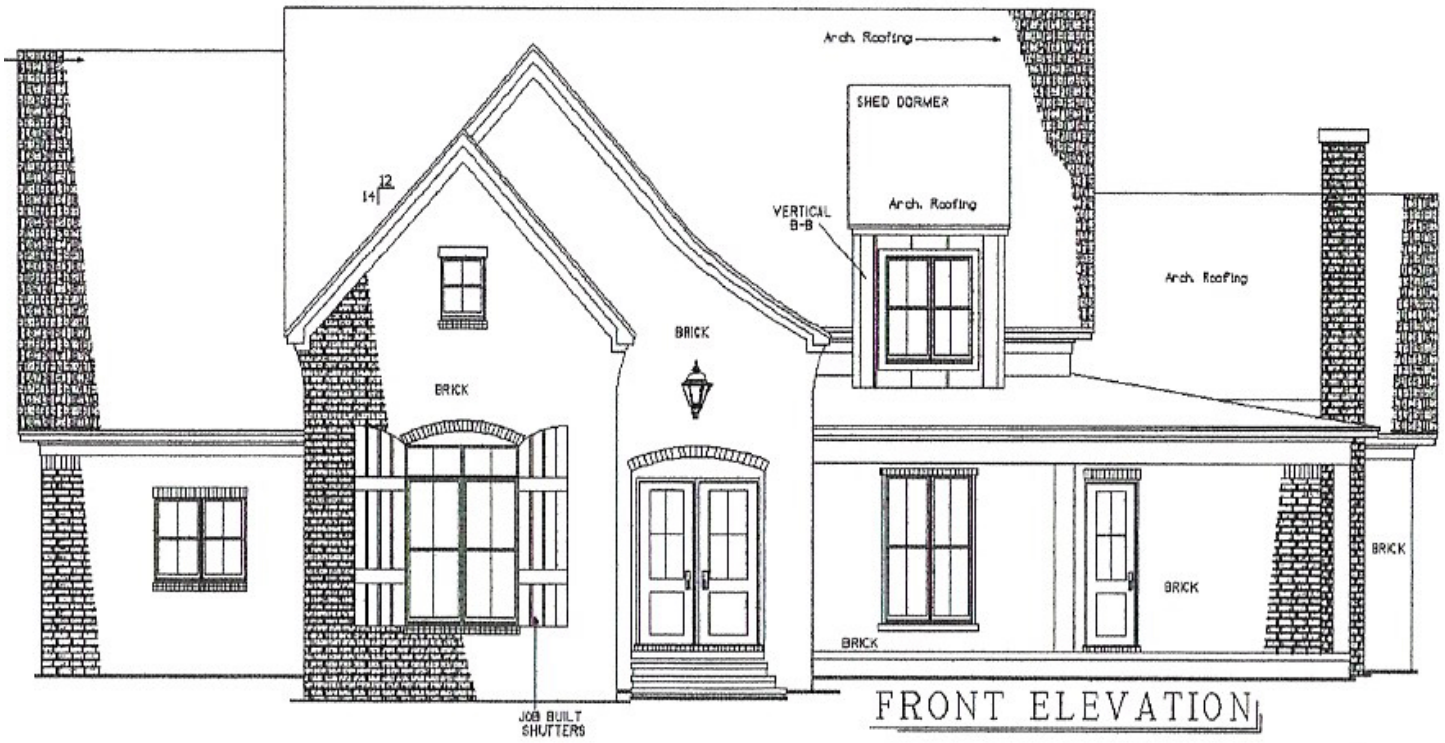 Arch. Roofing
SHED DORMER
12
14
Arch. Roofing
VERTICAL
B-B
Arch. Roofing
BRICK
BRICK
BRICK
BRICK
BRICK
JOB BUILT
SHUTTERS
FRONT ELEVATION